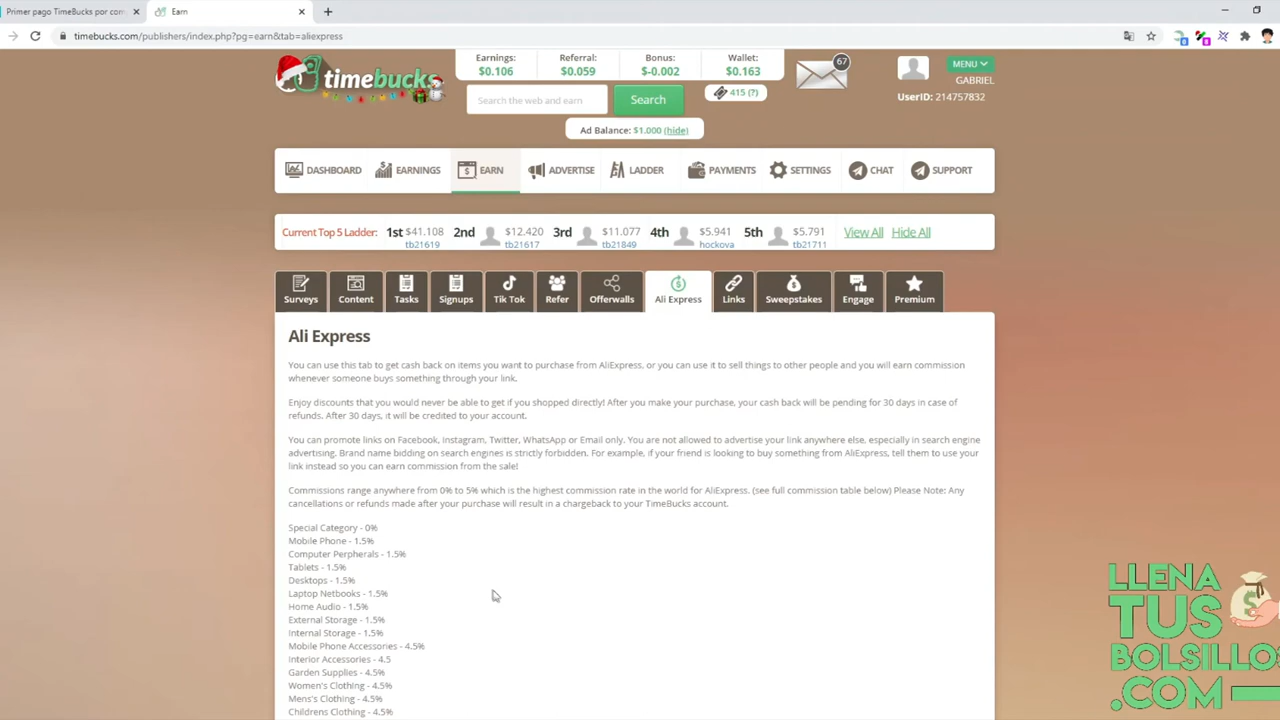 Primer pago TimeBucks por com
Earn
timebucks.com/publishers/index.php?pg=earn&tab=aliexpress
timebucks
Earnings: Referral: Bonus: Wallet:
$0.106 $0.059 $-0.002 $0.163
67
MENU
GABRIEL
UserID: 214757832
Search the web and earn
Search
415 (?)
Ad Balance: $1.000 (hide)
DASHBOARD EARNINGS EARN ADVERTISE LADDER PAYMENTS SETTINGS CHAT SUPPORT
Current Top 5 Ladder: 1st $41.108 2nd $12.420 3rd $11.077 4th $5.941 5th $5.791 View All Hide All
tb21619 tb21617 tb21849 hockova tb21711
Surveys Content Tasks Signups Tik Tok Refer Offerwalls Ali Express Links Sweepstakes Engage Premium
Ali Express
You can use this tab to get cash back on items you want to purchase from AliExpress, or you can use it to sell things to other people and you will earn commission
whenever someone buys something through your link.
Enjoy discounts that you would never be able to get if you shopped directly! After you make your purchase, your cash back will be pending for 30 days in case of
refunds. After 30 days, it will be credited to your account.
You can promote links on Facebook, Instagram, Twitter, WhatsApp or Email only. You are not allowed to advertise your link anywhere else, especially in search engine
advertising. Brand name bidding on search engines is strictly forbidden. For example, if your friend is looking to buy something from AliExpress, tell them to use your
link instead so you can earn commission from the sale!
Commissions range anywhere from 0% to 5% which is the highest commission rate in the world for AliExpress. (see full commission table below) Please Note: Any
cancellations or refunds made after your purchase will result in a chargeback to your TimeBucks account.
Special Category - 0%
Mobile Phone - 1.5%
Computer Perpherals - 1.5%
Tablets - 1.5%
Desktops - 1.5%
Laptop Netbooks - 1.5%
Home Audio - 1.5%
External Storage - 1.5%
Internal Storage - 1.5%
Mobile Phone Accessories - 4.5%
Interior Accessories - 4.5
Garden Supplies - 4.5%
Women's Clothing - 4.5%
Mens's Clothing - 4.5%
Childrens Clothing - 4.5%
LLENA
TUS
BOLSILLOS
.COM